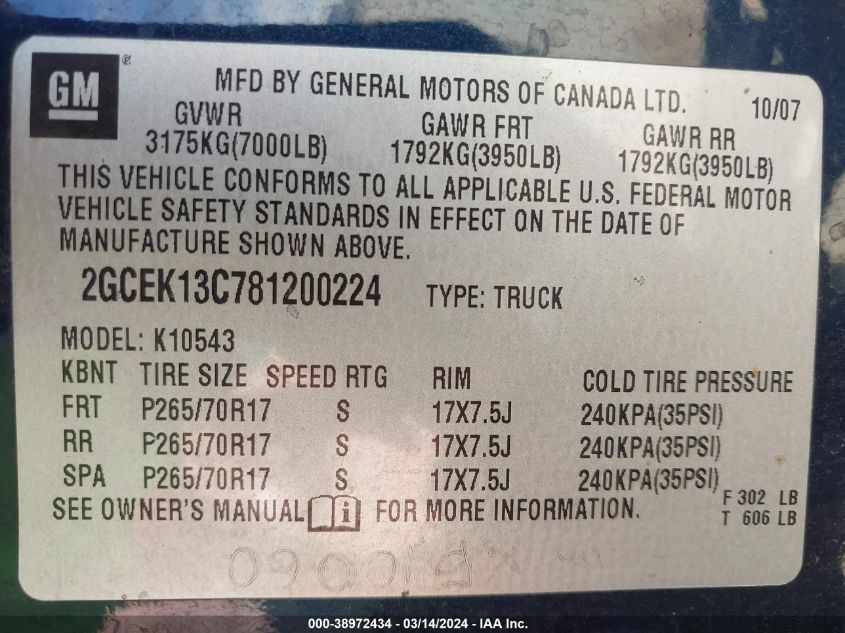 GM®
MFD BY GENERAL MOTORS OF CANADA LTD.
10/07
GVWR GAWR FRT GAWR RR
3175KG(7000LB) 1792KG(3950LB) 1792KG(3950LB)
THIS VEHICLE CONFORMS TO ALL APPLICABLE U.S. FEDERAL MOTOR
VEHICLE SAFETY STANDARDS IN EFFECT ON THE DATE OF
MANUFACTURE SHOWN ABOVE.
2GCEK13C781200224 TYPE: TRUCK
MODEL: K10543
KBNT TIRE SIZE SPEED RTG RIM COLD TIRE PRESSURE
FRT P265/70R17 S 17X7.5J 240KPA(35PSI)
RR P265/70R17 S 17X7.5J 240KPA(35PSI)
SPA P265/70R17 S 17X7.5J 240KPA(35PSI)
SEE OWNER'S MANUAL FOR MORE INFORMATION.
F 302 LB
T 606 LB
000-38972434 - 03/14/2024 - IAA Inc.